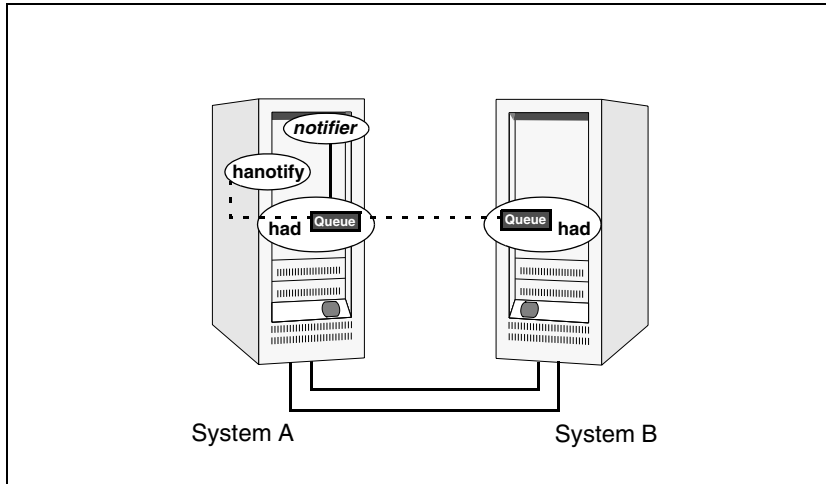 notifier
hanotify
had Queue
Queue had
System A
System B